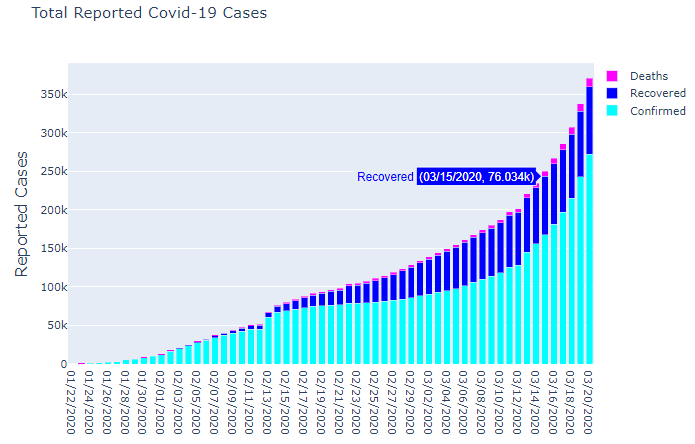 Total Reported Covid-19 Cases
Deaths
Recovered
Confirmed
Reported Cases
350k
300k
250k
200k
150k
100k
50k
0
Recovered (03/15/2020, 76.034k)
01/22/2020
01/24/2020
01/26/2020
01/28/2020
01/30/2020
02/01/2020
02/03/2020
02/05/2020
02/07/2020
02/09/2020
02/11/2020
02/13/2020
02/15/2020
02/17/2020
02/19/2020
02/21/2020
02/23/2020
02/25/2020
02/27/2020
02/29/2020
03/02/2020
03/04/2020
03/06/2020
03/08/2020
03/10/2020
03/12/2020
03/14/2020
03/16/2020
03/18/2020
03/20/2020